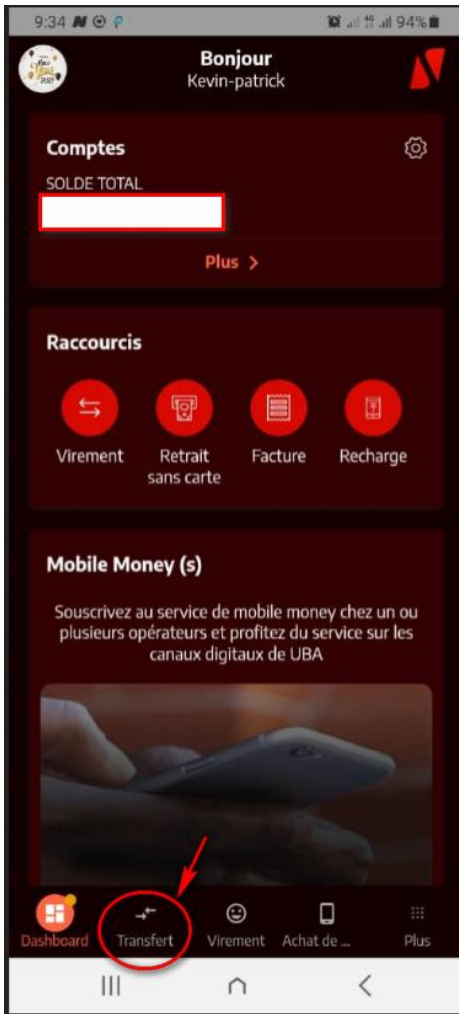 9:34
94%
Bonjour
Kevin-patrick
Comptes
SOLDE TOTAL
Plus >
Raccourcis
Virement
Retrait sans carte
Facture
Recharge
Mobile Money (s)
Souscrivez au service de mobile money chez un ou
plusieurs opérateurs et profitez du service sur les
canaux digitaux de UBA
Dashboard Transfert Virement Achat de ... Plus